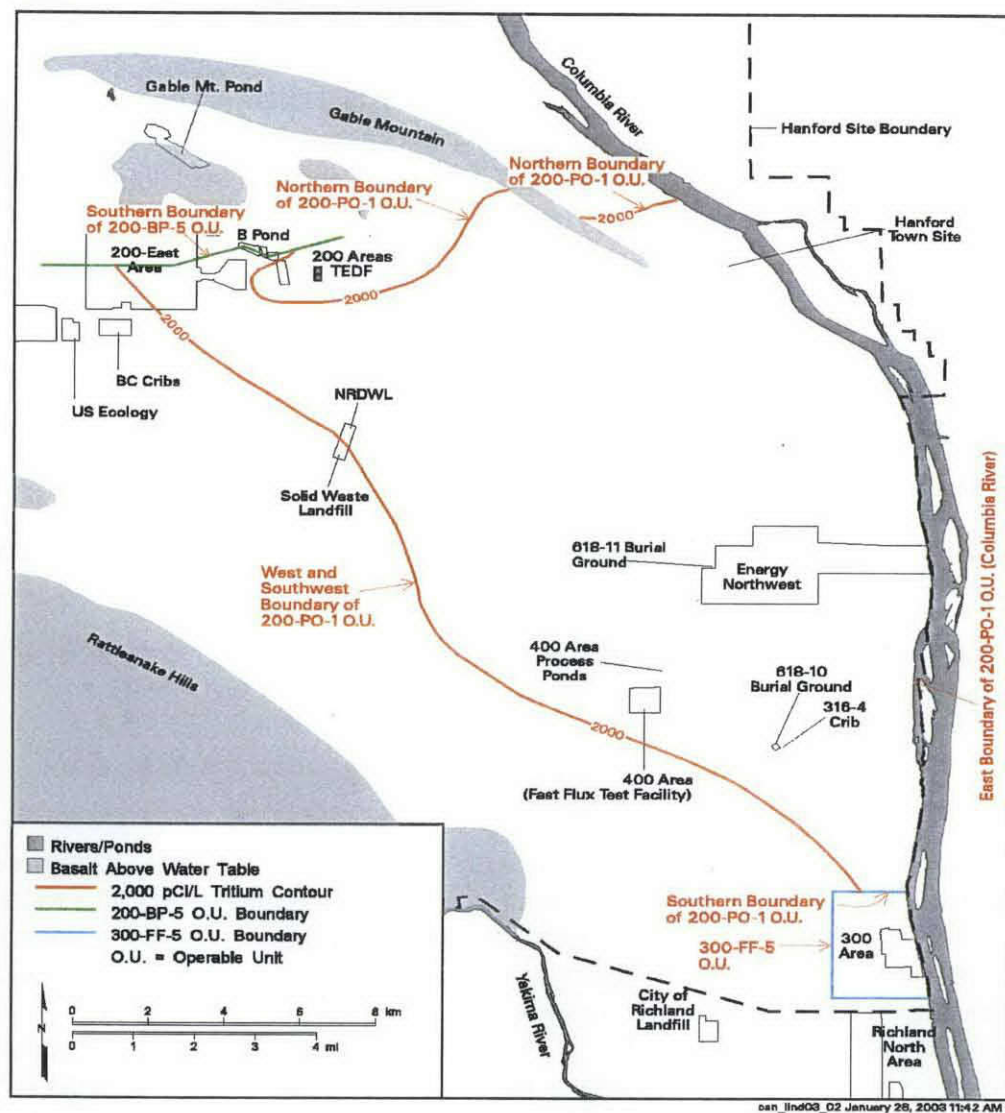 Columbia River
Gable Mt. Pond
Gable Mountain
Hanford Site Boundary
Northern Boundary
of 200-PO-1 O.U.
Northern Boundary
of 200-PO-1 O.U.
2000
Southern Boundary
of 200-BP-5 O.U.
B Pond
200-East
Area
200 Areas
TEDF
2000
Hanford
Town Site
2000
BC Cribs
US Ecology
NRDWL
Solid Waste
Landfill
East Boundary of 200-PO-1 O.U. (Columbia River)
618-11 Burial
Ground
Energy
Northwest
West and
Southwest
Boundary of
200-PO-1 O.U.
Rattlesnake Hills
400 Area
Process
Ponds
618-10
Burial Ground
316-4
Crib
2000
400 Area
(Fast Flux Test Facility)
Rivers/Ponds
Basalt Above Water Table
2,000 pCi/L Tritium Contour
200-BP-5 O.U. Boundary
300-FF-5 O.U. Boundary
O.U. = Operable Unit
Southern Boundary
of 200-PO-1 O.U.
300-FF-5
O.U.
300
Area
N
0 2 4 6 8 km
0 1 2 3 4 mi
Yakima River
City of
Richland
Landfill
Richland
North
Area
can_lind03_02 January 28, 2003 11:42 AM